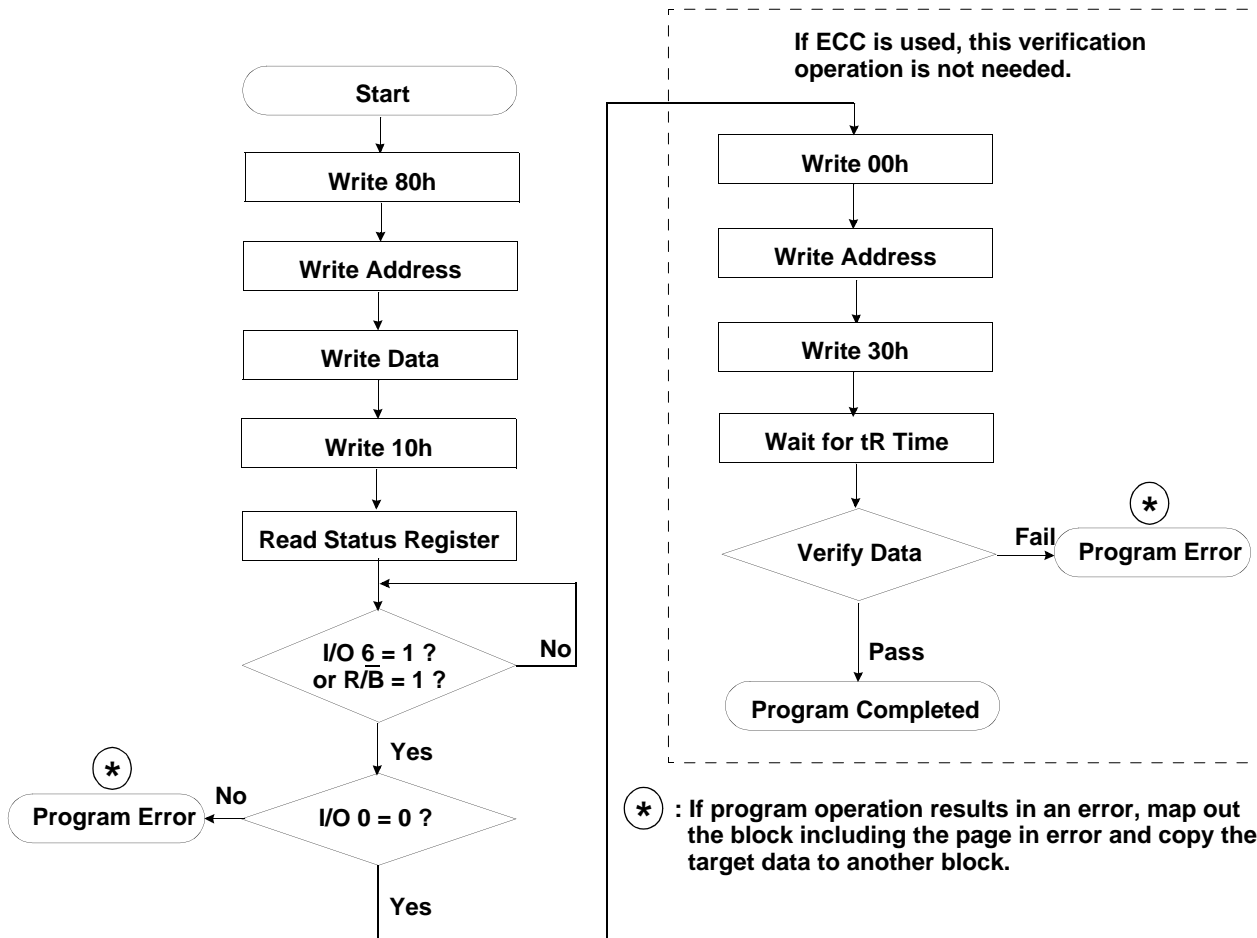 Start
Write 80h
Write Address
Write Data
Write 10h
Read Status Register
I/O 6 = 1 ?
or R/B̅ = 1 ?
No
Yes
*
No
Program Error
I/O 0 = 0 ?
Yes
If ECC is used, this verification
operation is not needed.
Write 00h
Write Address
Write 30h
Wait for tR Time
Verify Data
Fail
*
Program Error
Pass
Program Completed
* : If program operation results in an error, map out
the block including the page in error and copy the
target data to another block.